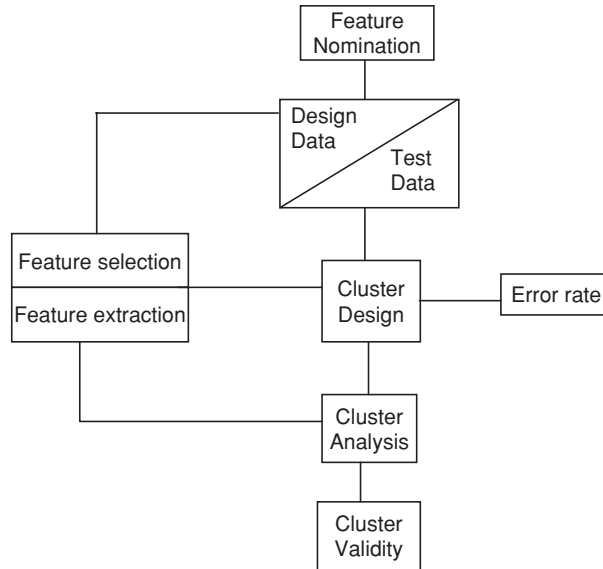 Feature
Nomination
Design
Data
Test
Data
Feature selection
Feature extraction
Cluster
Design
Error rate
Cluster
Analysis
Cluster
Validity